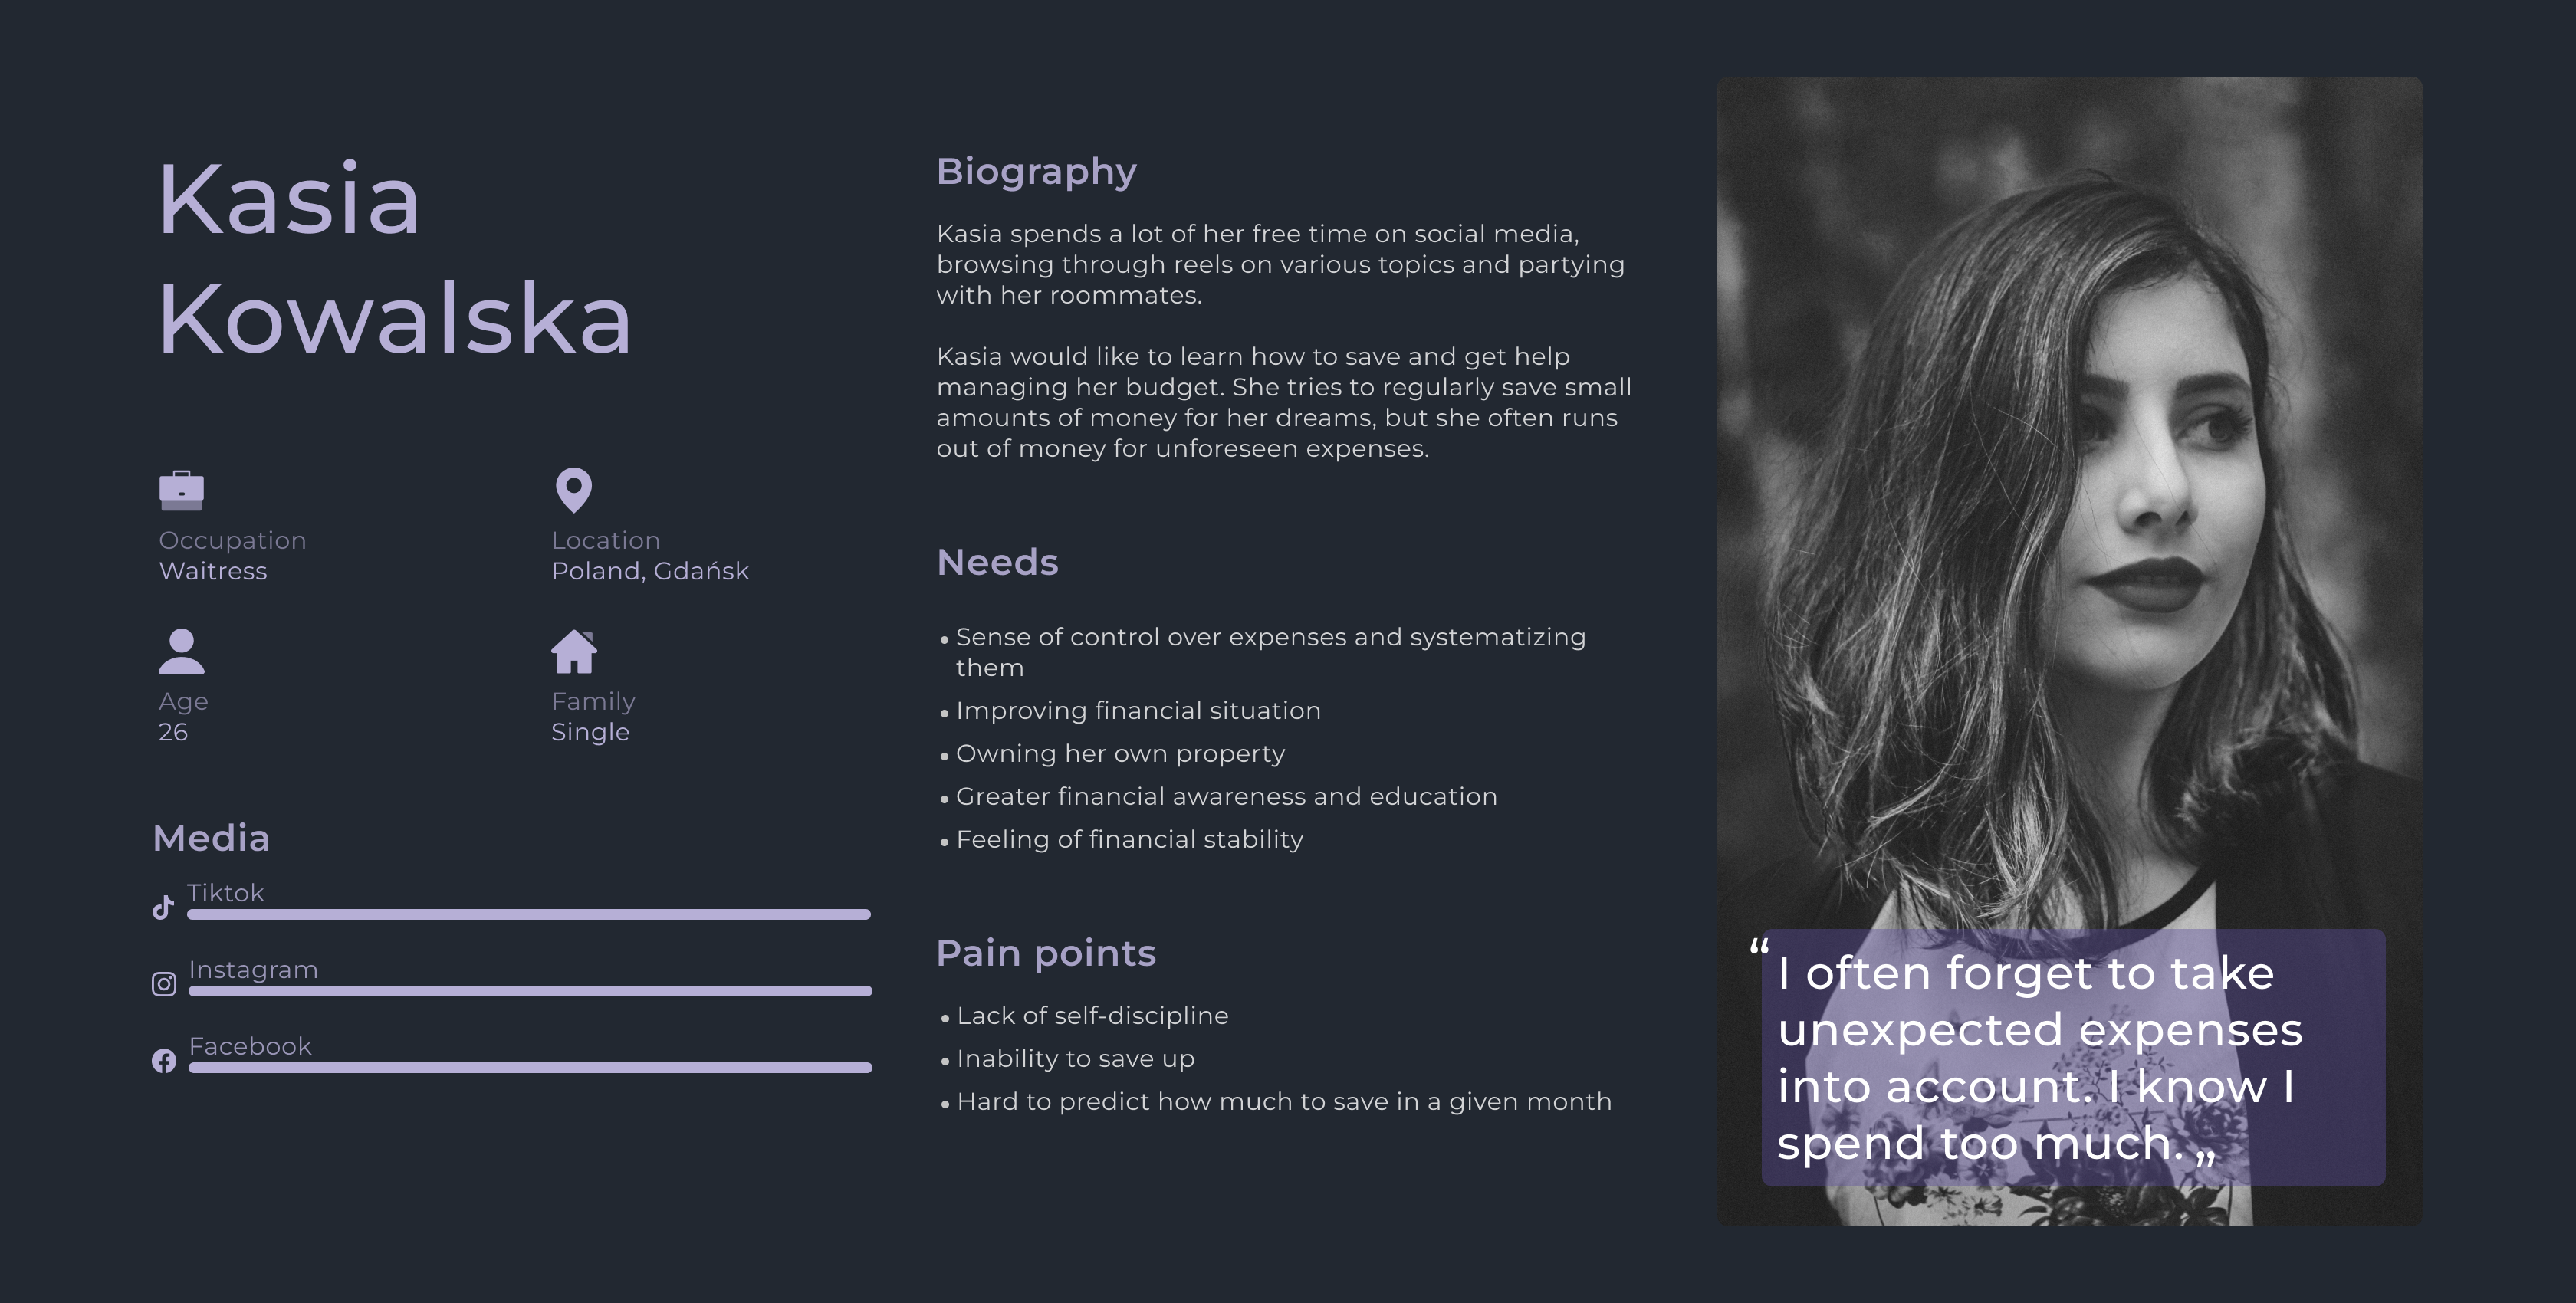 Kasia
Kowalska
Occupation
Waitress
Location
Poland, Gdańsk
Age
26
Family
Single
Media
Tiktok
Instagram
Facebook
Biography
Kasia spends a lot of her free time on social media,
browsing through reels on various topics and partying
with her roommates.
Kasia would like to learn how to save and get help
managing her budget. She tries to regularly save small
amounts of money for her dreams, but she often runs
out of money for unforeseen expenses.
Needs
• Sense of control over expenses and systematizing
them
• Improving financial situation
• Owning her own property
• Greater financial awareness and education
• Feeling of financial stability
Pain points
• Lack of self-discipline
• Inability to save up
• Hard to predict how much to save in a given month
“I often forget to take
unexpected expenses
into account. I know I
spend too much.„